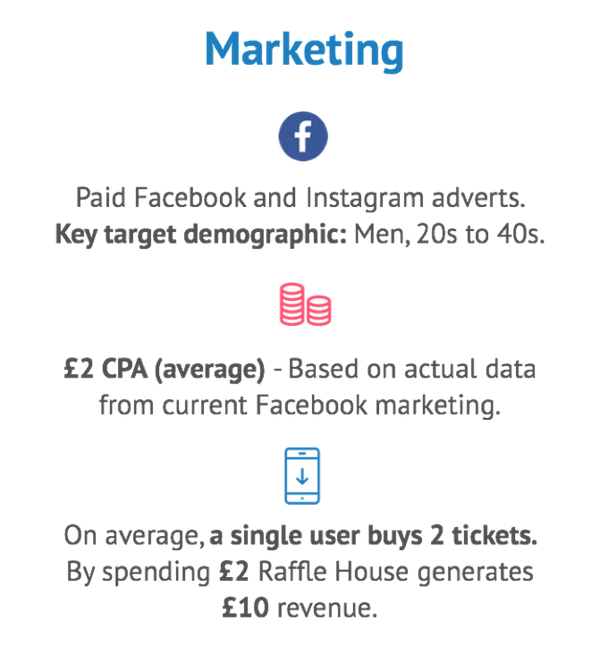 Marketing
f
Paid Facebook and Instagram adverts.
Key target demographic: Men, 20s to 40s.
£2 CPA (average) - Based on actual data
from current Facebook marketing.
On average, a single user buys 2 tickets.
By spending £2 Raffle House generates
£10 revenue.